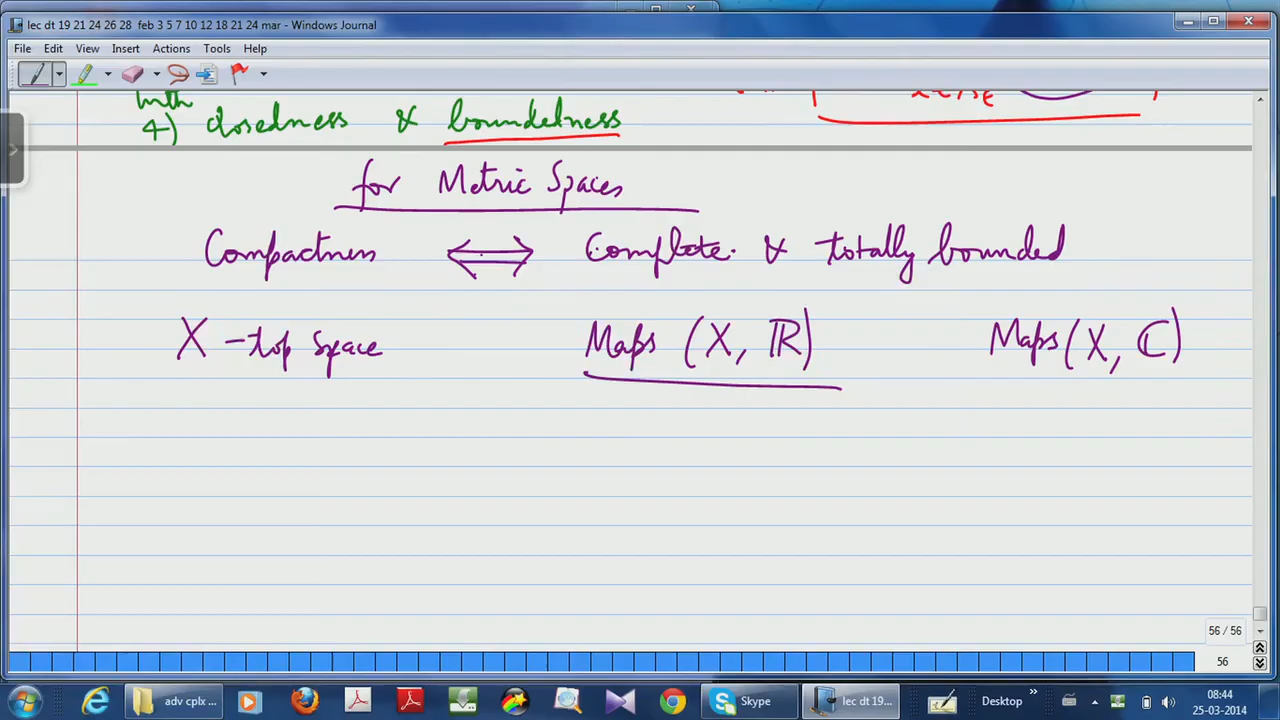 lec dt 19 21 24 26 28 feb 3 5 7 10 12 18 21 24 mar - Windows Journal
File Edit View Insert Actions Tools Help
4) closedness & boundedness
for Metric Spaces
Compactness ⟺ Complete & totally bounded
X - top space Maps (X, ℝ) Maps (X, ℂ)
56 / 56
56
adv cplx ... Skype lec dt 19... Desktop »
08:44
25-03-2014